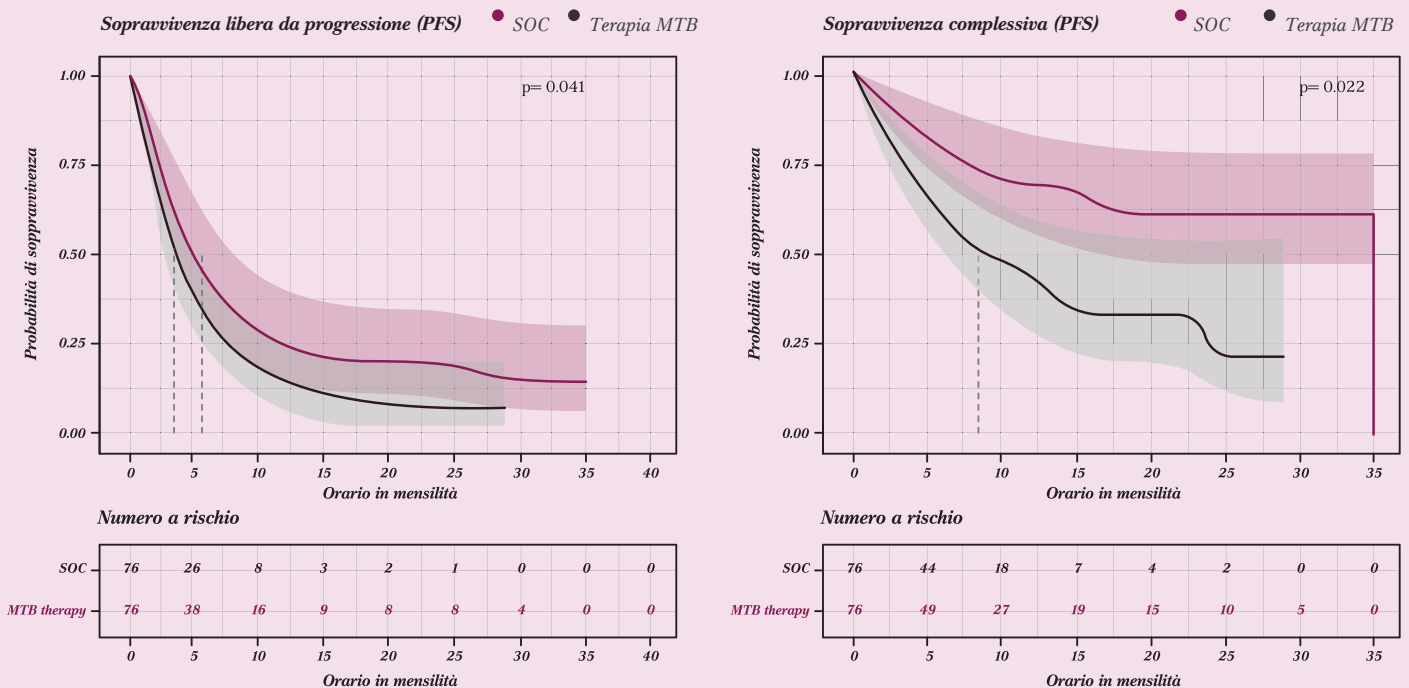 Sopravvivenza libera da progressione (PFS) SOC Terapia MTB
p= 0.041
Probabilità di soppravvivenza
1.00
0.75
0.50
0.25
0.00
0 5 10 15 20 25 30 35 40
Orario in mensilità
Numero a rischio
SOC 76 26 8 3 2 1 0 0 0
MTB therapy 76 38 16 9 8 8 4 0 0
0 5 10 15 20 25 30 35 40
Orario in mensilità
Sopravvivenza complessiva (PFS) SOC Terapia MTB
p= 0.022
Probabilità di soppravvivenza
1.00
0.75
0.50
0.25
0.00
0 5 10 15 20 25 30 35
Orario in mensilità
Numero a rischio
SOC 76 44 18 7 4 2 0 0
MTB therapy 76 49 27 19 15 10 5 0
0 5 10 15 20 25 30 35
Orario in mensilità